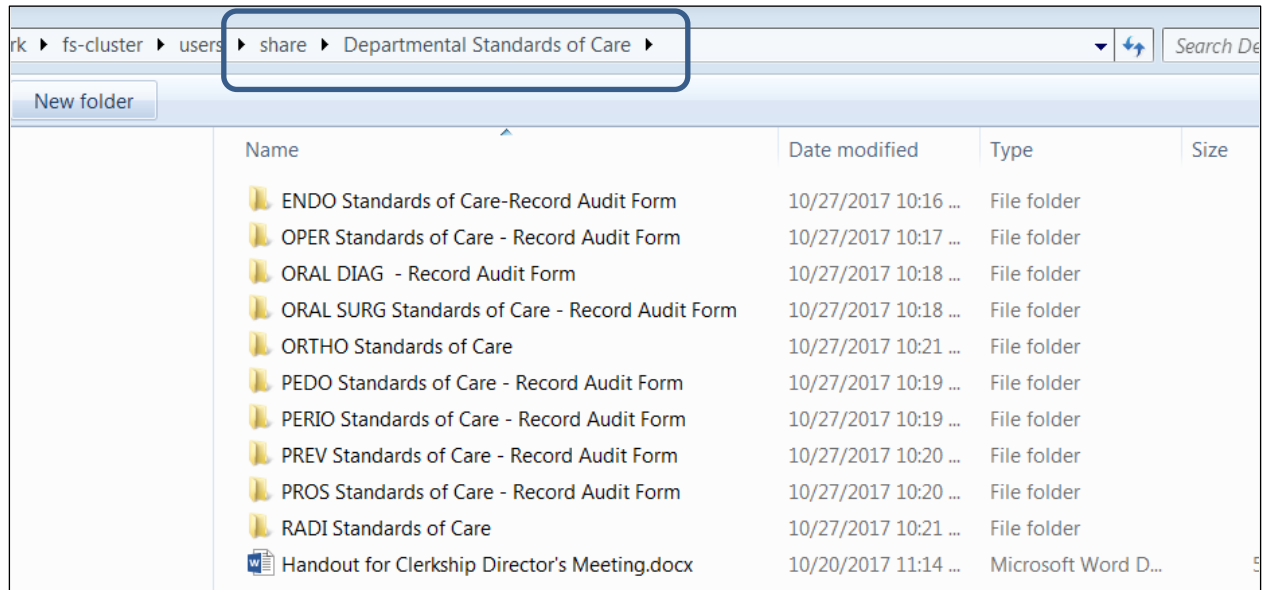 rk ▸ fs-cluster ▸ users ▸ share ▸ Departmental Standards of Care ▸ Search De
New folder
Name Date modified Type Size
ENDO Standards of Care-Record Audit Form 10/27/2017 10:16 ... File folder
OPER Standards of Care - Record Audit Form 10/27/2017 10:17 ... File folder
ORAL DIAG  - Record Audit Form 10/27/2017 10:18 ... File folder
ORAL SURG Standards of Care - Record Audit Form 10/27/2017 10:18 ... File folder
ORTHO Standards of Care 10/27/2017 10:21 ... File folder
PEDO Standards of Care - Record Audit Form 10/27/2017 10:19 ... File folder
PERIO Standards of Care - Record Audit Form 10/27/2017 10:19 ... File folder
PREV Standards of Care - Record Audit Form 10/27/2017 10:20 ... File folder
PROS Standards of Care - Record Audit Form 10/27/2017 10:20 ... File folder
RADI Standards of Care 10/27/2017 10:21 ... File folder
Handout for Clerkship Director's Meeting.docx 10/20/2017 11:14 ... Microsoft Word D...